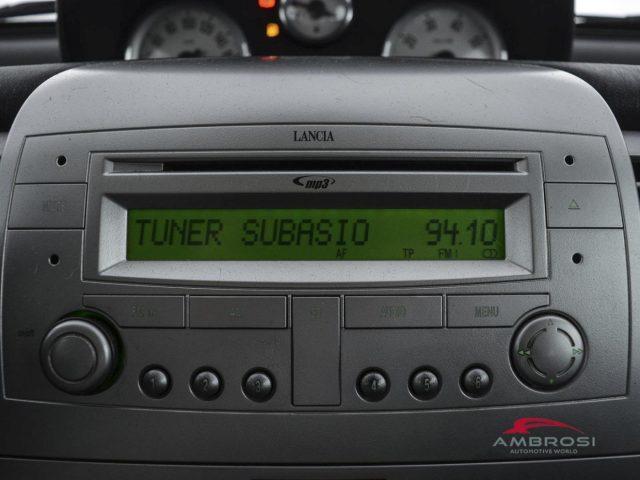 LANCIA
mp3
TUNER SUBASIO 94.10
AF TP FM1
AUDIO MENU
1 2 3 4 5 6
AMBROSI
AUTOMOTIVE WORLD